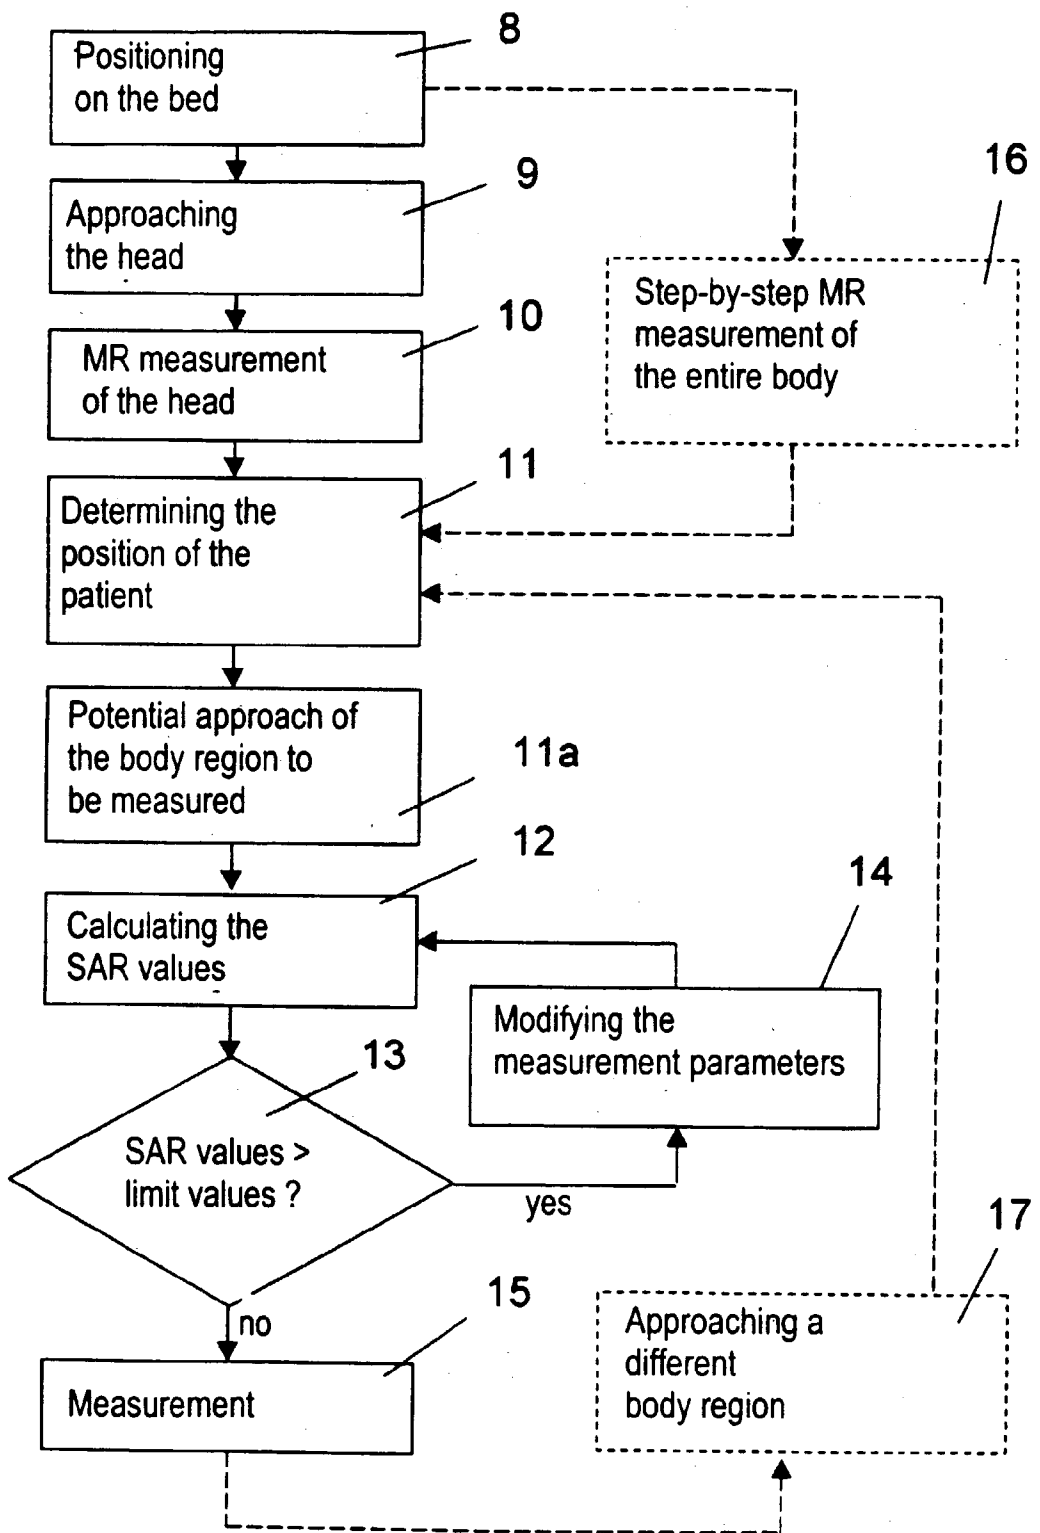 8
Positioning
on the bed
9
Approaching
the head
16
Step-by-step MR
measurement of
the entire body
10
MR measurement
of the head
11
Determining the
position of the
patient
Potential approach of
the body region to
be measured
11a
12
Calculating the
SAR values
14
Modifying the
measurement parameters
13
SAR values >
limit values ?
yes
no
15
Measurement
17
Approaching a
different
body region